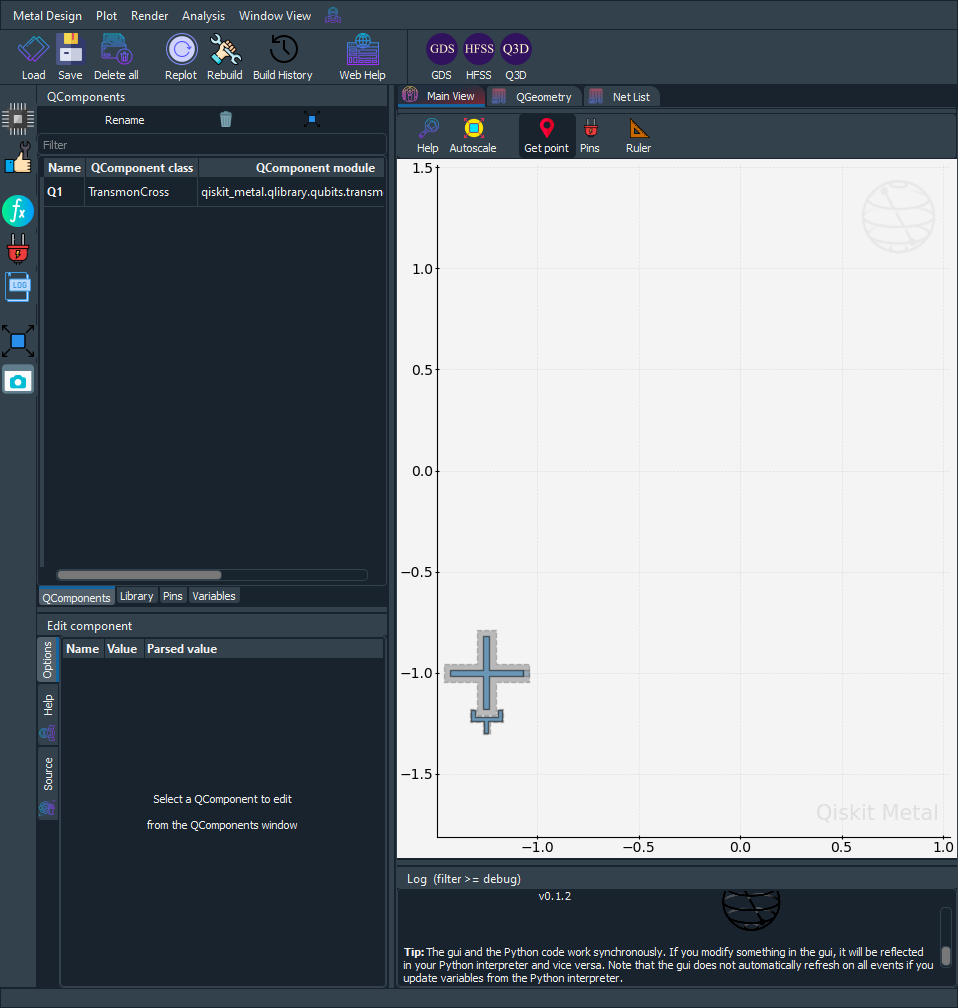 Metal Design Plot Render Analysis Window View
Load Save Delete all Replot Rebuild Build History Web Help GDS HFSS Q3D
GDS HFSS Q3D
QComponents
Rename
Filter
Name QComponent class QComponent module
Q1 TransmonCross qiskit_metal.qlibrary.qubits.transm
fx
LOG
QComponents Library Pins Variables
Edit component
Options
Help
Source
Name Value Parsed value
Select a QComponent to edit
from the QComponents window
Main View QGeometry Net List
Help Autoscale Get point Pins Ruler
1.5
1.0
0.5
0.0
−0.5
−1.0
−1.5
Qiskit Metal
−1.0 −0.5 0.0 0.5 1.0
Log (filter >= debug)
v0.1.2
Tip: The gui and the Python code work synchronously. If you modify something in the gui, it will be reflected
in your Python interpreter and vice versa. Note that the gui does not automatically refresh on all events if you
update variables from the Python interpreter.